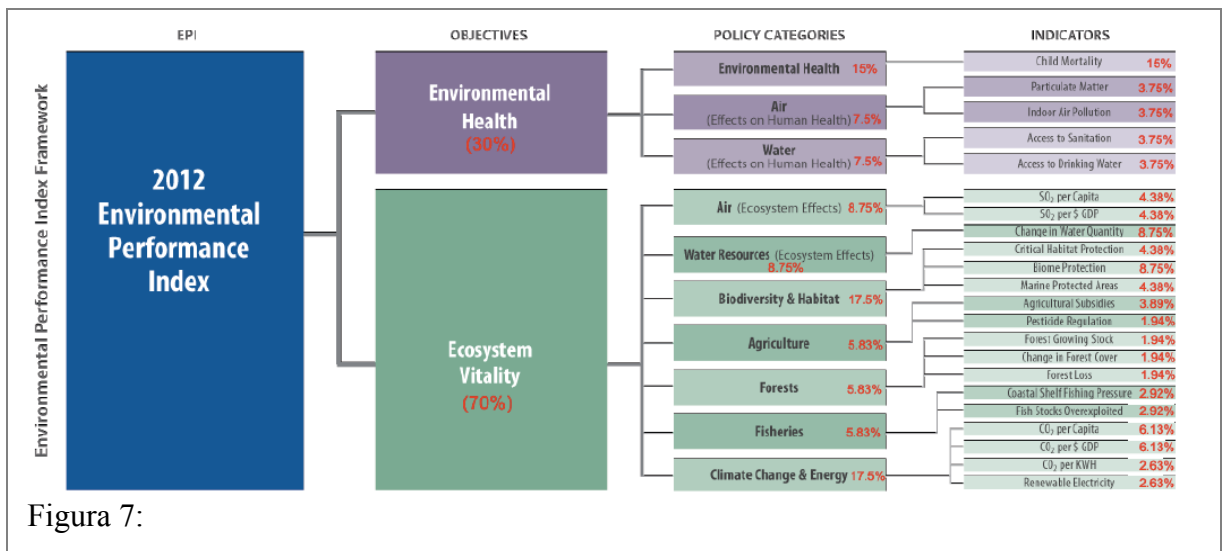 EPI
OBJECTIVES
POLICY CATEGORIES
INDICATORS
Environmental Performance Index Framework
2012
Environmental
Performance
Index
Environmental
Health
(30%)
Ecosystem
Vitality
(70%)
Environmental Health 15%
Air
(Effects on Human Health) 7.5%
Water
(Effects on Human Health) 7.5%
Air (Ecosystem Effects) 8.75%
Water Resources (Ecosystem Effects)
8.75%
Biodiversity & Habitat 17.5%
Agriculture 5.83%
Forests 5.83%
Fisheries 5.83%
Climate Change & Energy 17.5%
Child Mortality 15%
Particulate Matter 3.75%
Indoor Air Pollution 3.75%
Access to Sanitation 3.75%
Access to Drinking Water 3.75%
SO₂ per Capita 4.38%
SO₂ per $ GDP 4.38%
Change in Water Quantity 8.75%
Critical Habitat Protection 4.38%
Biome Protection 8.75%
Marine Protected Areas 4.38%
Agricultural Subsidies 3.89%
Pesticide Regulation 1.94%
Forest Growing Stock 1.94%
Change in Forest Cover 1.94%
Forest Loss 1.94%
Coastal Shelf Fishing Pressure 2.92%
Fish Stocks Overexploited 2.92%
CO₂ per Capita 6.13%
CO₂ per $ GDP 6.13%
CO₂ per KWH 2.63%
Renewable Electricity 2.63%
Figura 7: